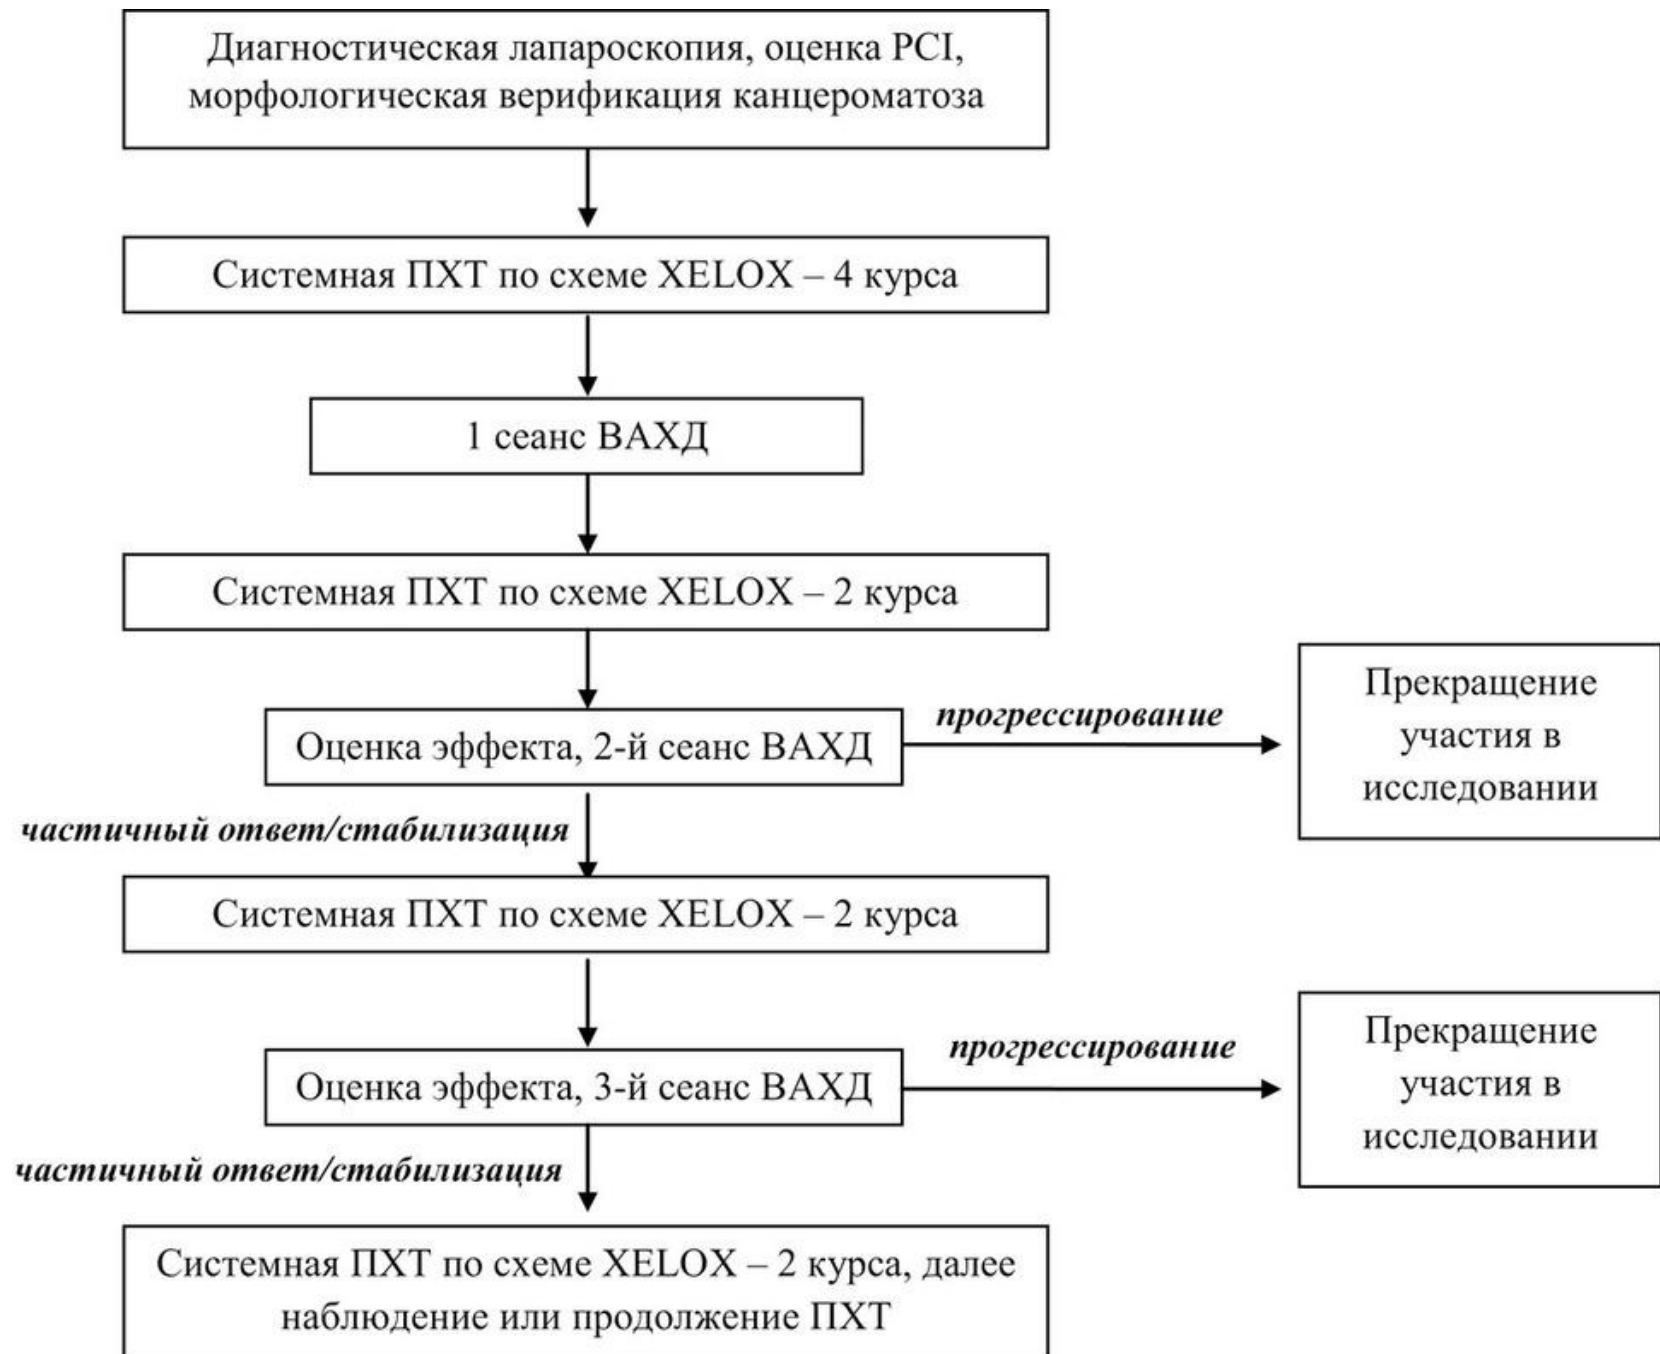 Диагностическая лапароскопия, оценка PCI,
морфологическая верификация канцероматоза
Системная ПХТ по схеме XELOX – 4 курса
1 сеанс ВАХД
Системная ПХТ по схеме XELOX – 2 курса
Оценка эффекта, 2-й сеанс ВАХД
прогрессирование
Прекращение
участия в
исследовании
частичный ответ/стабилизация
Системная ПХТ по схеме XELOX – 2 курса
Оценка эффекта, 3-й сеанс ВАХД
прогрессирование
Прекращение
участия в
исследовании
частичный ответ/стабилизация
Системная ПХТ по схеме XELOX – 2 курса, далее
наблюдение или продолжение ПХТ